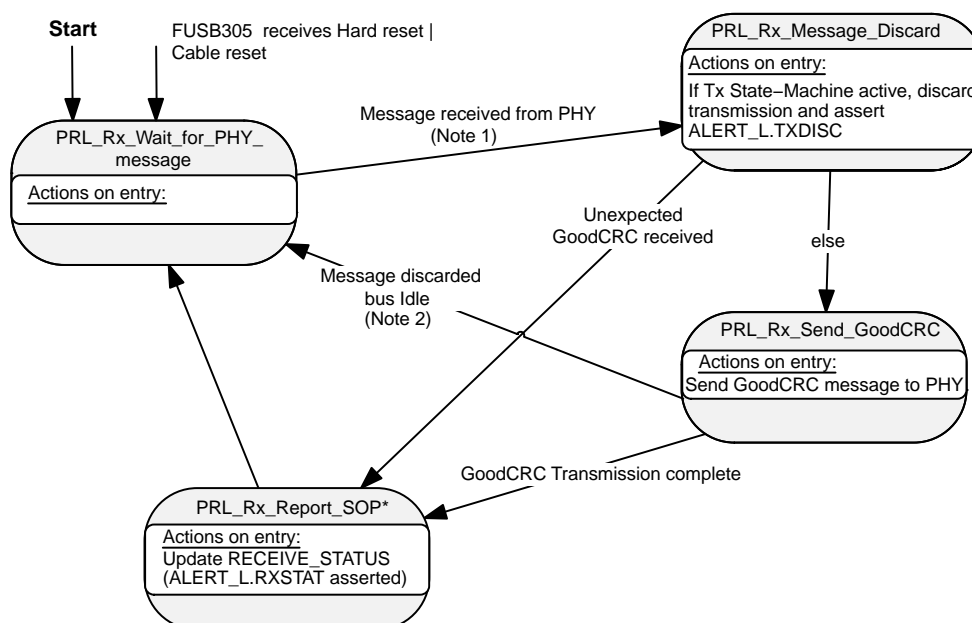 Start
FUSB305 receives Hard reset |
Cable reset
PRL_Rx_Wait_for_PHY_
message
Actions on entry:
Message received from PHY
(Note 1)
PRL_Rx_Message_Discard
Actions on entry:
If Tx State−Machine active, discard
transmission and assert
ALERT_L.TXDISC
Unexpected
GoodCRC received
else
Message discarded
bus Idle
(Note 2)
PRL_Rx_Send_GoodCRC
Actions on entry:
Send GoodCRC message to PHY
GoodCRC Transmission complete
PRL_Rx_Report_SOP*
Actions on entry:
Update RECEIVE_STATUS
(ALERT_L.RXSTAT asserted)